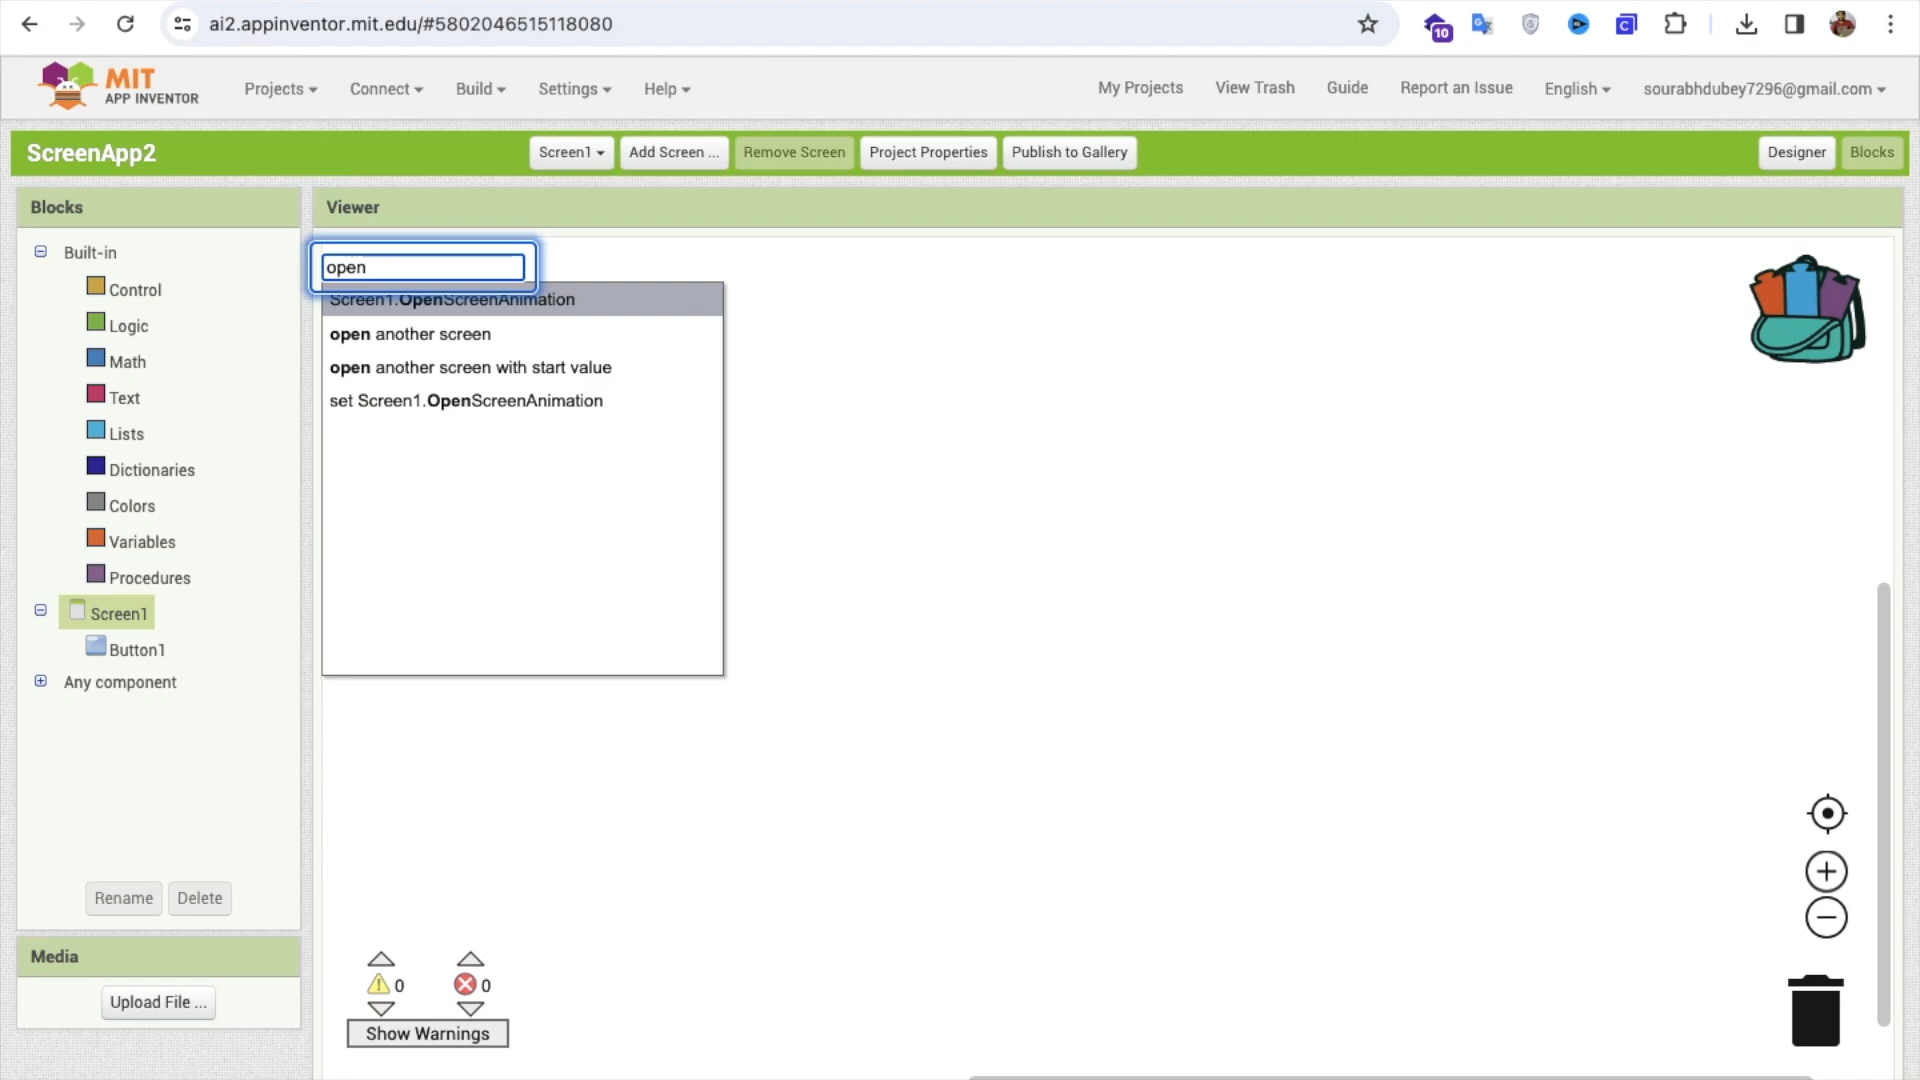 ai2.appinventor.mit.edu/#5802046515118080
10
MIT
APP INVENTOR
Projects
Connect
Build
Settings
Help
My Projects
View Trash
Guide
Report an Issue
English
sourabhdubey7296@gmail.com
ScreenApp2
Screen1
Add Screen ...
Remove Screen
Project Properties
Publish to Gallery
Designer
Blocks
Blocks
Viewer
Built-in
Control
Logic
Math
Text
Lists
Dictionaries
Colors
Variables
Procedures
Screen1
Button1
Any component
Rename
Delete
Media
Upload File ...
open
Screen1.OpenScreenAnimation
open another screen
open another screen with start value
set Screen1.OpenScreenAnimation
0
0
Show Warnings